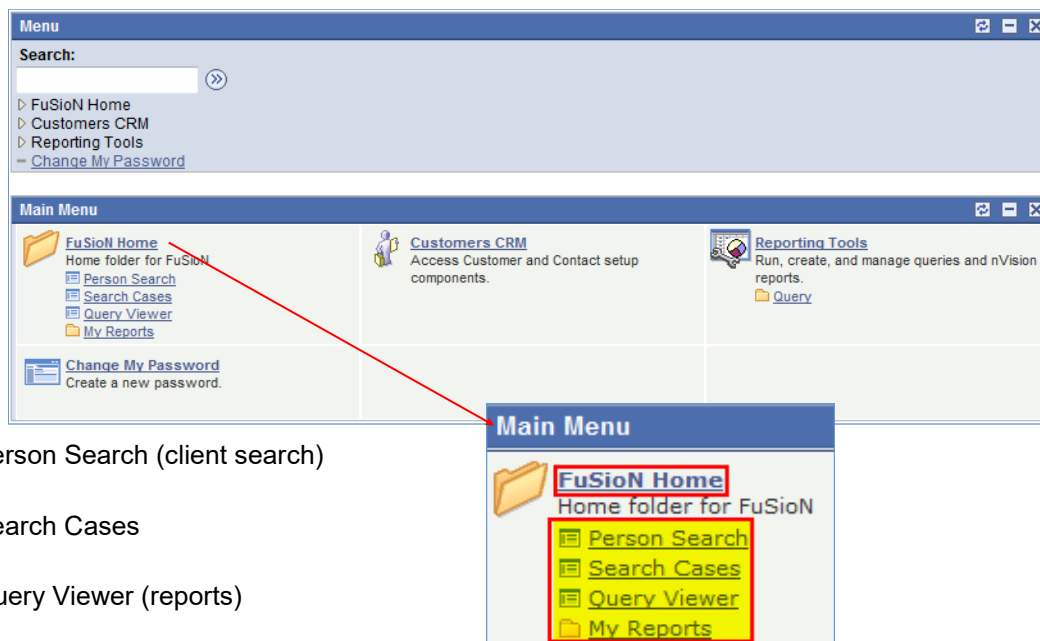 Menu
Search:
FuSioN Home
Customers CRM
Reporting Tools
Change My Password
Main Menu
FuSioN Home
Home folder for FuSioN
Person Search
Search Cases
Query Viewer
My Reports
Customers CRM
Access Customer and Contact setup
components.
Reporting Tools
Run, create, and manage queries and nVision
reports.
Query
Change My Password
Create a new password.
erson Search (client search)
earch Cases
uery Viewer (reports)
Main Menu
FuSioN Home
Home folder for FuSioN
Person Search
Search Cases
Query Viewer
My Reports